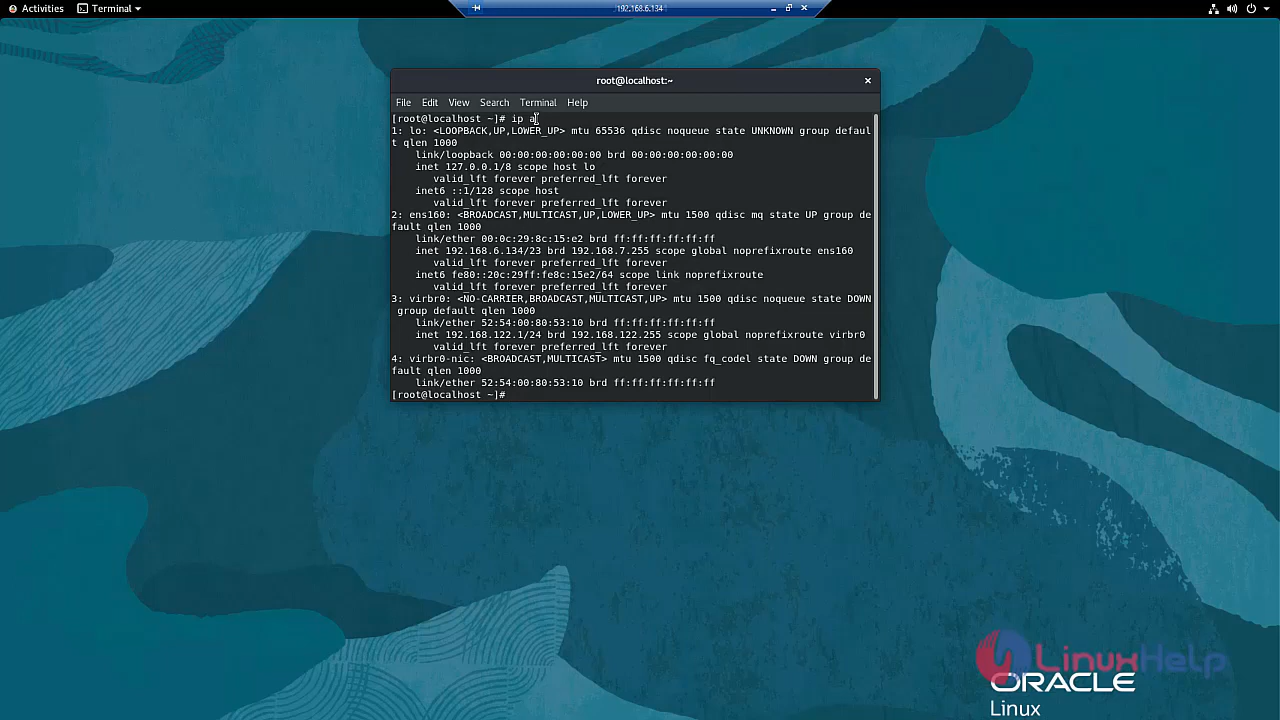 Activities Terminal
192.168.6.134
root@localhost:~
File Edit View Search Terminal Help
[root@localhost ~]# ip a
1: lo: <LOOPBACK,UP,LOWER_UP> mtu 65536 qdisc noqueue state UNKNOWN group defaul
t qlen 1000
    link/loopback 00:00:00:00:00:00 brd 00:00:00:00:00:00
    inet 127.0.0.1/8 scope host lo
       valid_lft forever preferred_lft forever
    inet6 ::1/128 scope host
       valid_lft forever preferred_lft forever
2: ens160: <BROADCAST,MULTICAST,UP,LOWER_UP> mtu 1500 qdisc mq state UP group de
fault qlen 1000
    link/ether 00:0c:29:8c:15:e2 brd ff:ff:ff:ff:ff:ff
    inet 192.168.6.134/23 brd 192.168.7.255 scope global noprefixroute ens160
       valid_lft forever preferred_lft forever
    inet6 fe80::20c:29ff:fe8c:15e2/64 scope link noprefixroute
       valid_lft forever preferred_lft forever
3: virbr0: <NO-CARRIER,BROADCAST,MULTICAST,UP> mtu 1500 qdisc noqueue state DOWN
 group default qlen 1000
    link/ether 52:54:00:80:53:10 brd ff:ff:ff:ff:ff:ff
    inet 192.168.122.1/24 brd 192.168.122.255 scope global noprefixroute virbr0
       valid_lft forever preferred_lft forever
4: virbr0-nic: <BROADCAST,MULTICAST> mtu 1500 qdisc fq_codel state DOWN group de
fault qlen 1000
    link/ether 52:54:00:80:53:10 brd ff:ff:ff:ff:ff:ff
[root@localhost ~]#
LinuxHelp
ORACLE
Linux